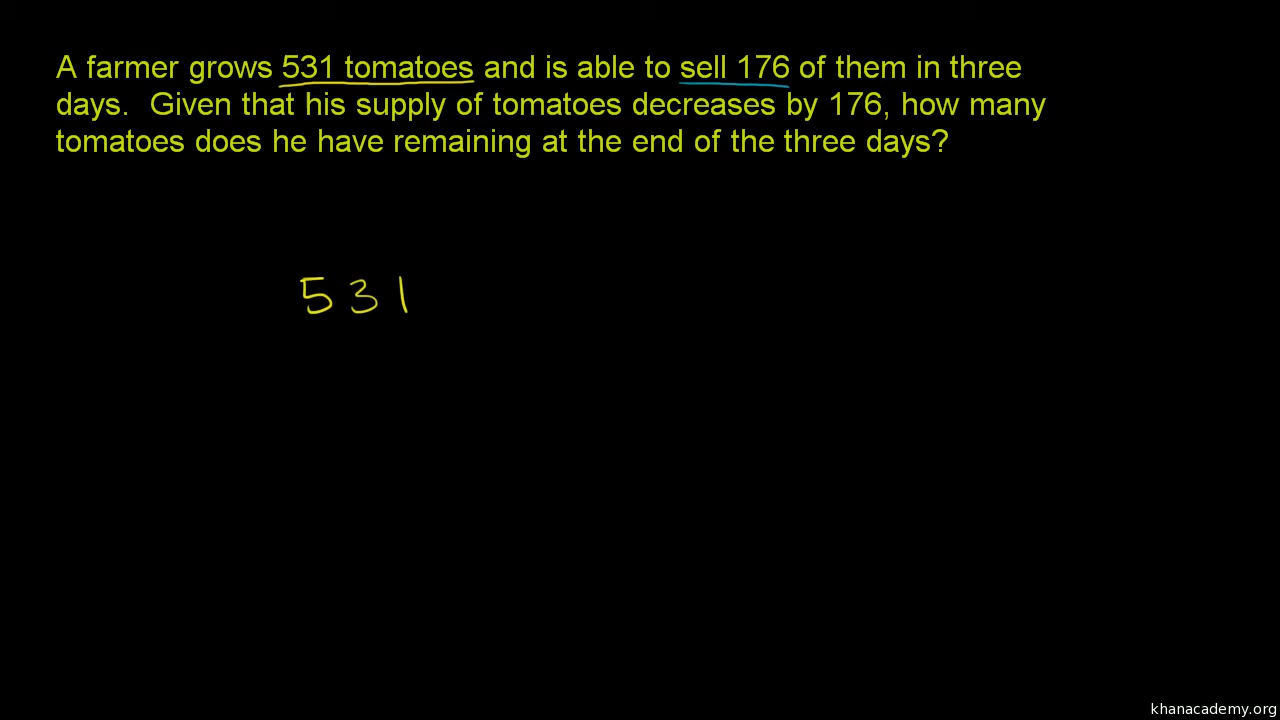 A farmer grows 531 tomatoes and is able to sell 176 of them in three
days.  Given that his supply of tomatoes decreases by 176, how many
tomatoes does he have remaining at the end of the three days?
531
khanacademy.org